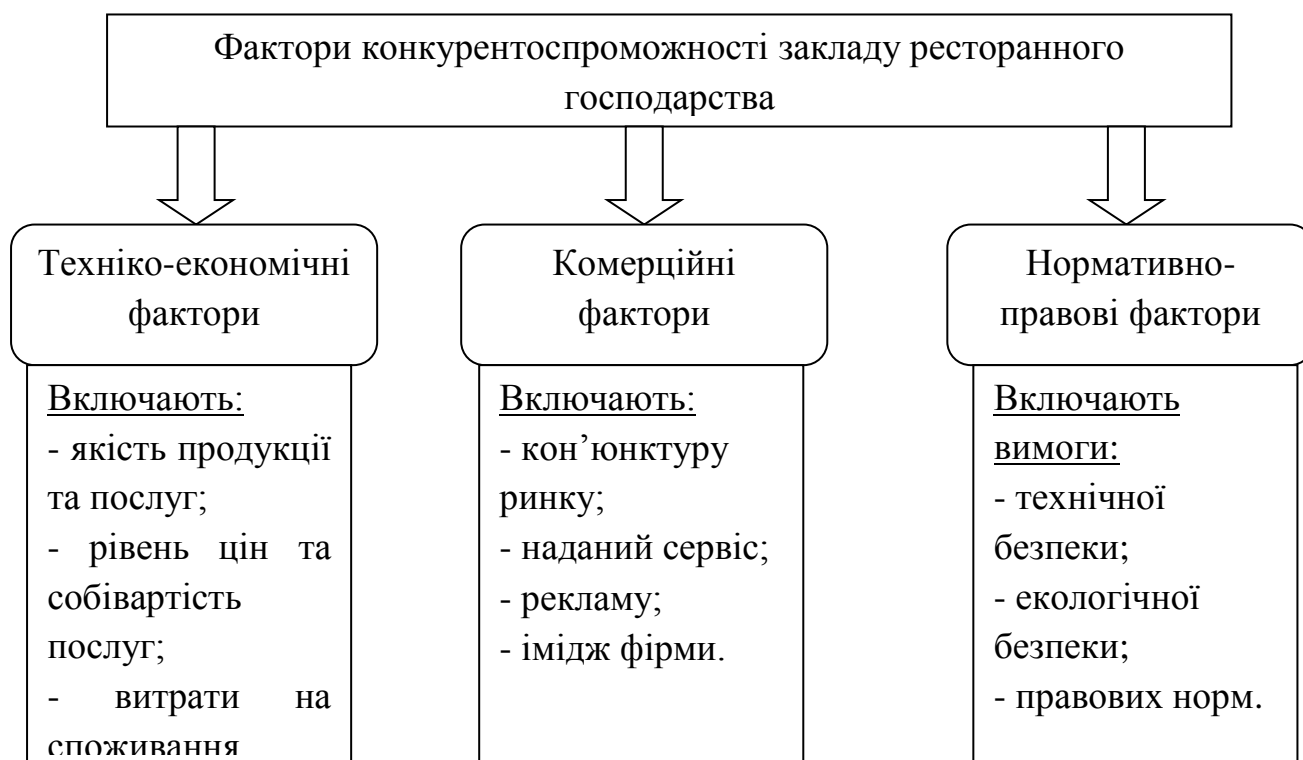 Фактори конкурентоспроможності закладу ресторанного
господарства
Техніко-економічні
фактори
Включають:
- якість продукції
та послуг;
- рівень цін та
собівартість
послуг;
- витрати на
споживання
Комерційні
фактори
Включають:
- кон’юнктуру
ринку;
- наданий сервіс;
- рекламу;
- імідж фірми.
Нормативно-
правові фактори
Включають
вимоги:
- технічної
безпеки;
- екологічної
безпеки;
- правових норм.